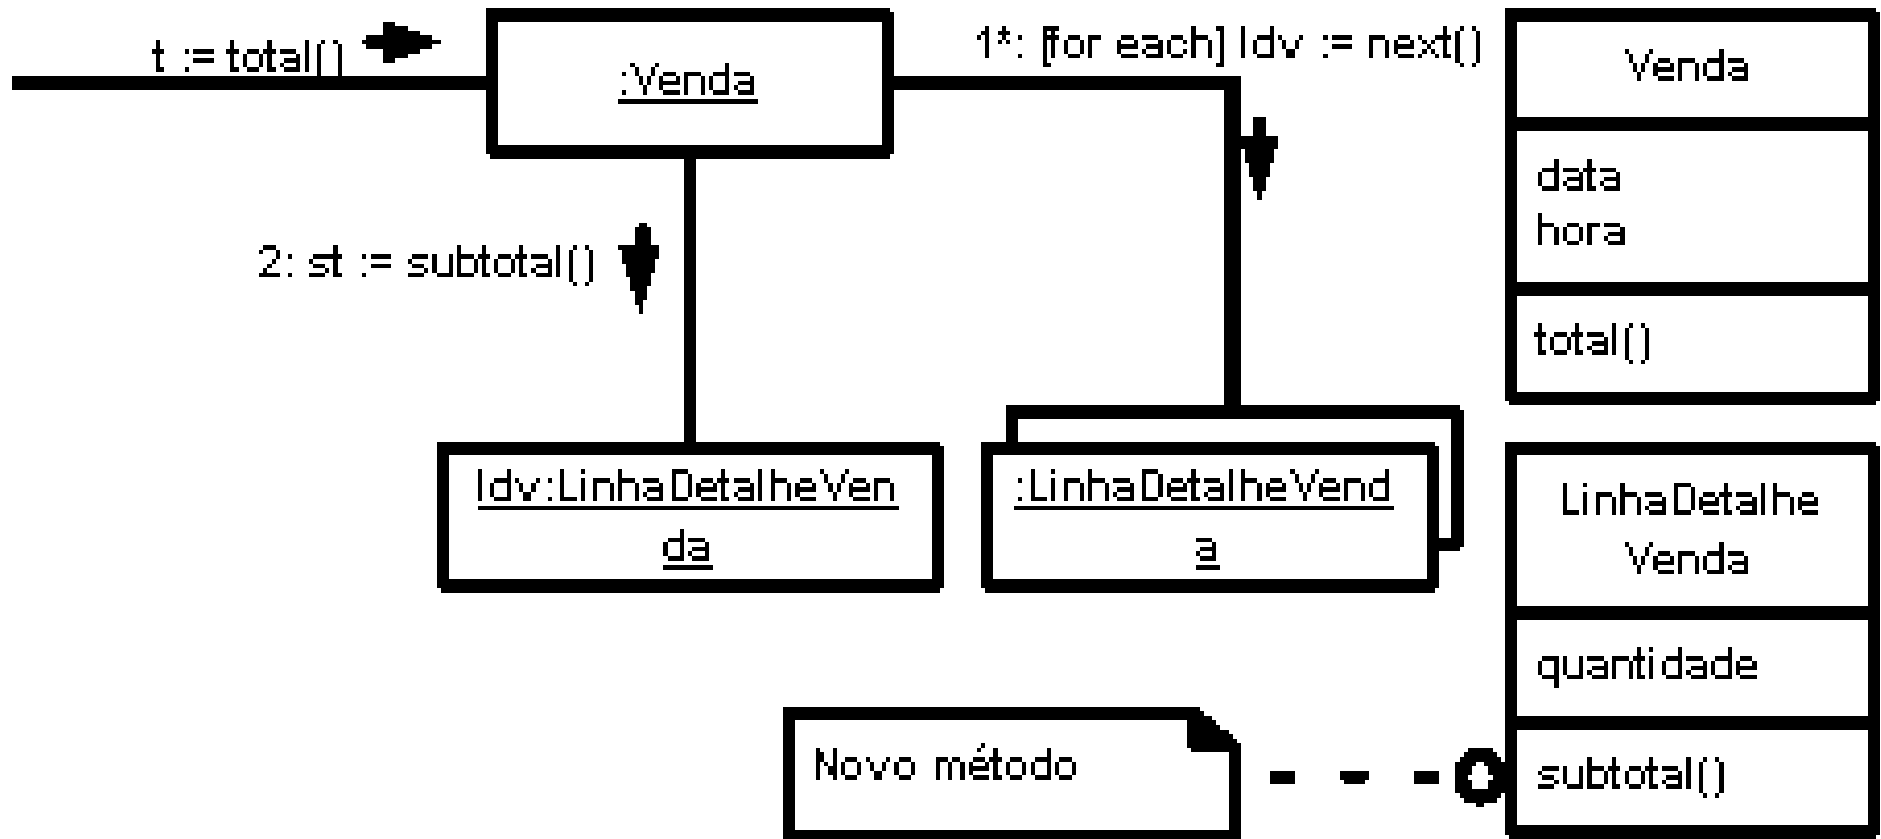 t := total()
:Venda
1*: [for each] ldv := next()
Venda
data
hora
total()
2: st := subtotal()
ldv:LinhaDetalheVen
da
:LinhaDetalheVend
a
LinhaDetalhe
Venda
quantidade
subtotal()
Novo método